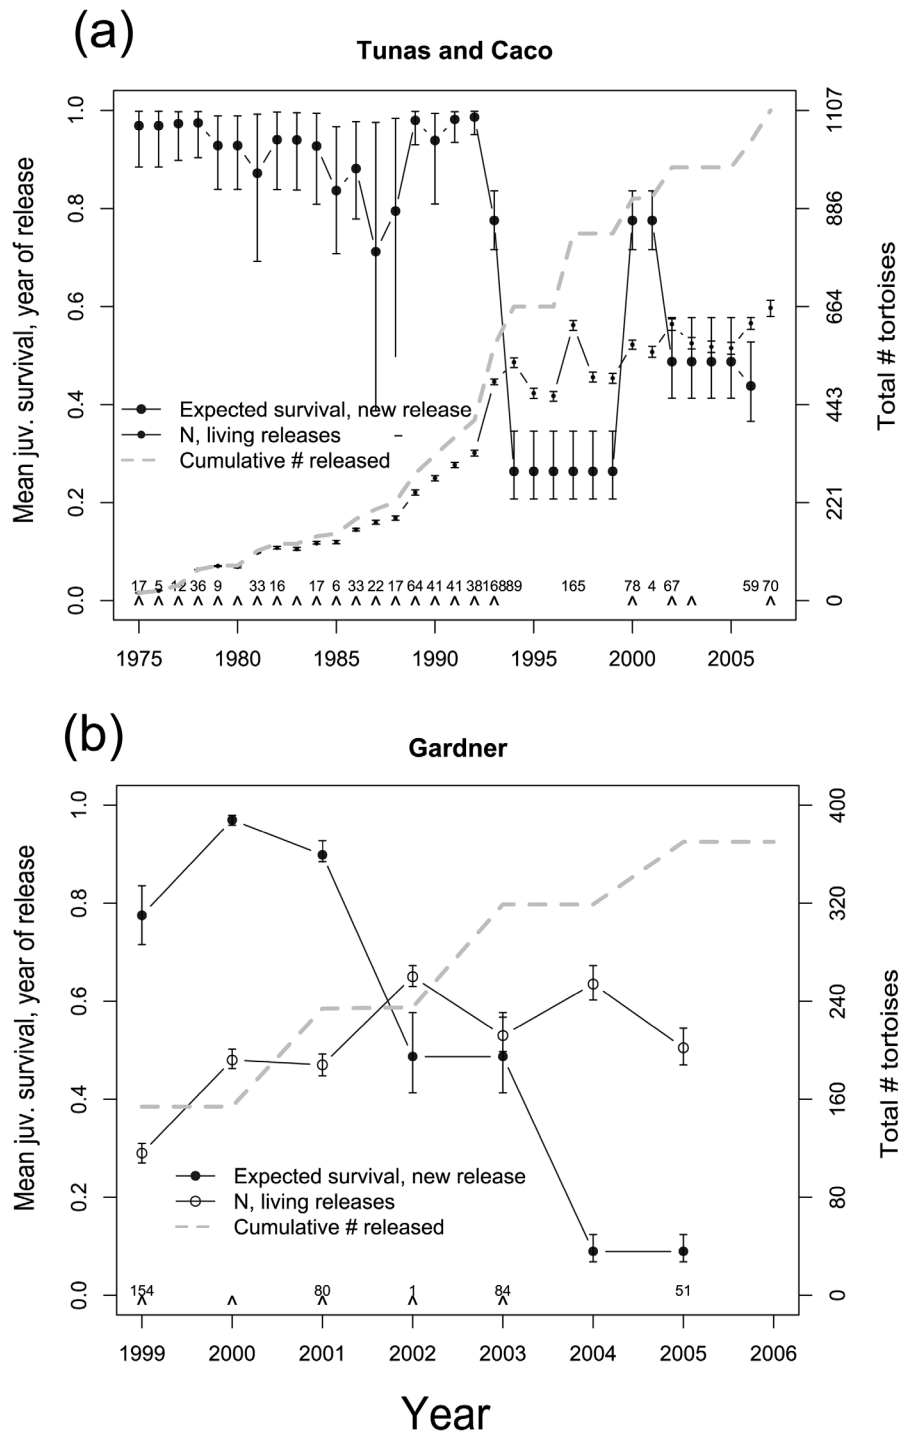 (a)
Tunas and Caco
Mean juv. survival, year of release
1.0
0.8
0.6
0.4
0.2
0.0
1107
886
664
443
221
0
Total # tortoises
Expected survival, new release
N, living releases
Cumulative # released
17 5 12 36 9 33 16 17 6 33 22 17 64 41 41 38 168 89 165 78 4 67 59 70
^ ^ ^ ^ ^ ^ ^ ^ ^ ^ ^ ^ ^ ^ ^ ^ ^ ^ ^ ^ ^ ^
1975 1980 1985 1990 1995 2000 2005
(b)
Gardner
Mean juv. survival, year of release
1.0
0.8
0.6
0.4
0.2
0.0
400
320
240
160
80
0
Total # tortoises
Expected survival, new release
N, living releases
Cumulative # released
154 80 1 84 51
^ ^ ^ ^ ^
1999 2000 2001 2002 2003 2004 2005 2006
Year